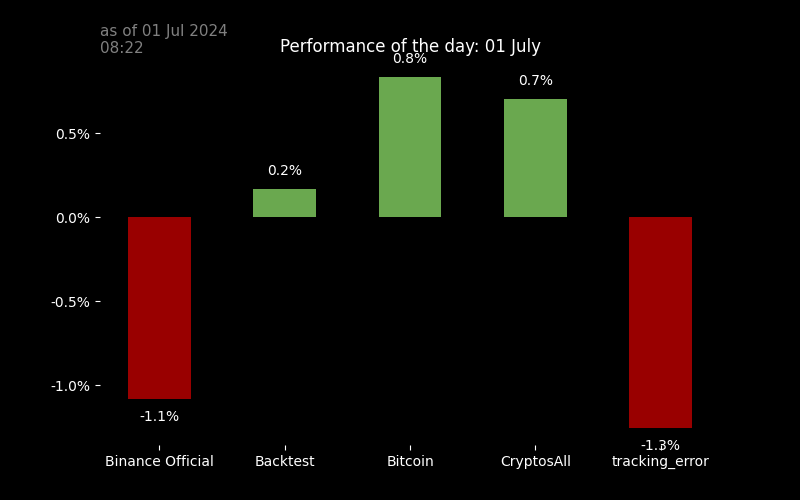 as of 01 Jul 2024
08:22
Performance of the day: 01 July
0.8%
0.7%
0.5%
0.2%
0.0%
-0.5%
-1.0%
-1.1%
-1.3%
Binance Official
Backtest
Bitcoin
CryptosAll
tracking_error